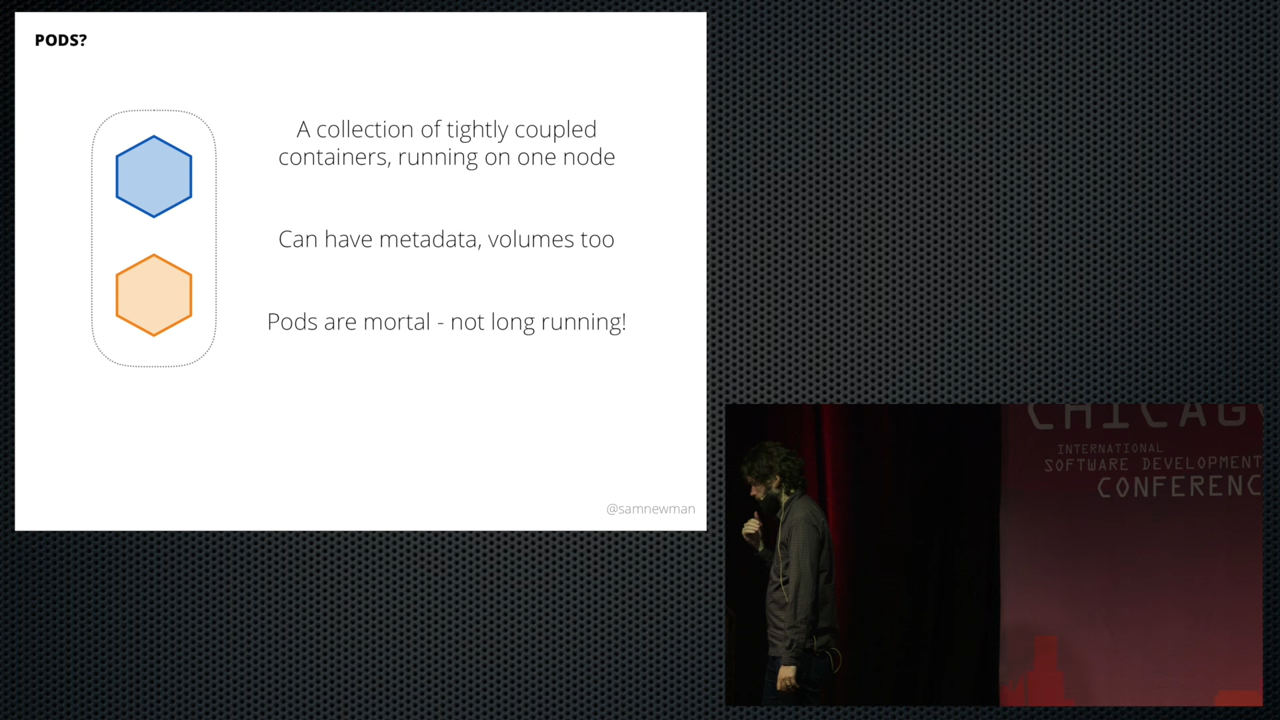 PODS?
A collection of tightly coupled
containers, running on one node
Can have metadata, volumes too
Pods are mortal - not long running!
@samnewman
INTERNATIONAL
SOFTWARE DEVELOPMENT